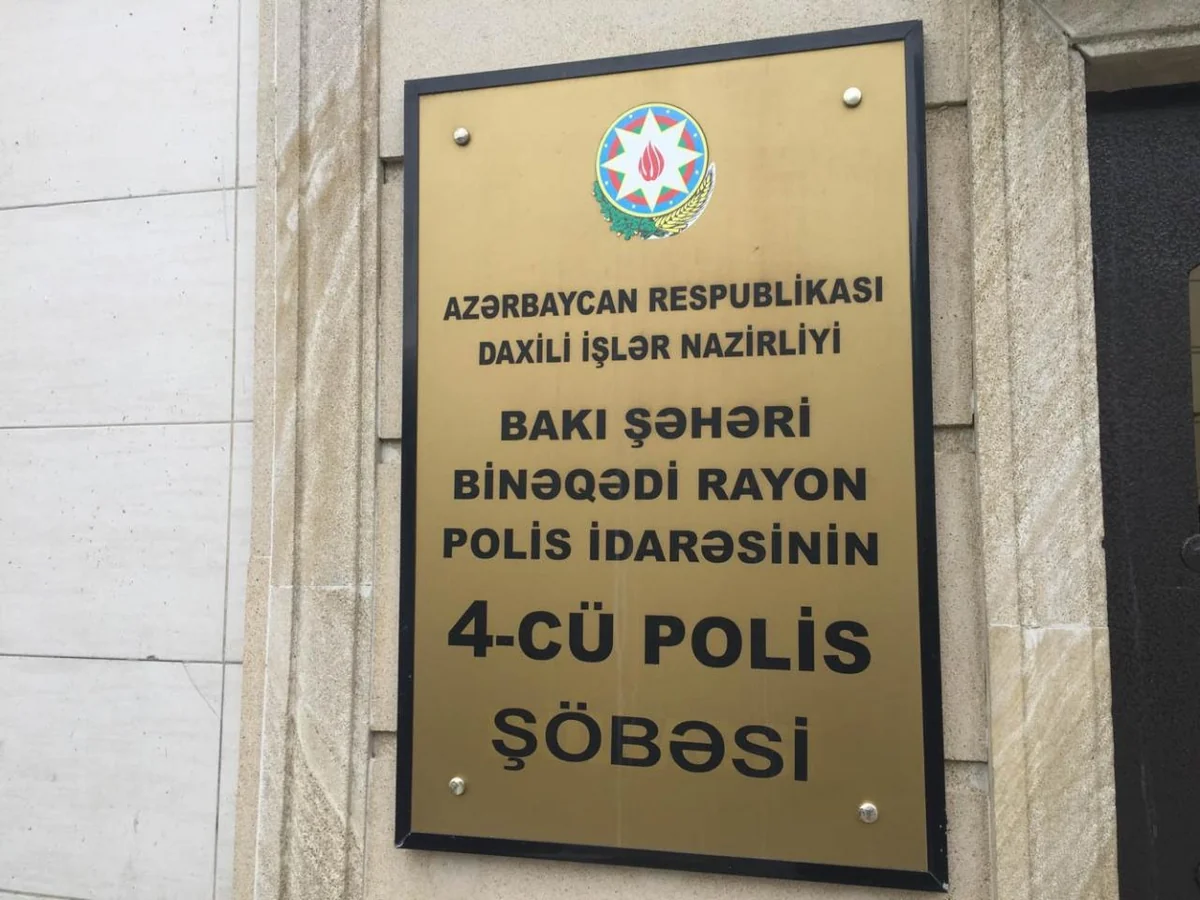 AZƏRBAYCAN RESPUBLİKASI
DAXİLİ İŞLƏR NAZİRLİYİ
BAKI ŞƏHƏRİ
BİNƏQƏDİ RAYON
POLİS İDARƏSİNİN
4-CÜ POLİS
ŞÖBƏSİ